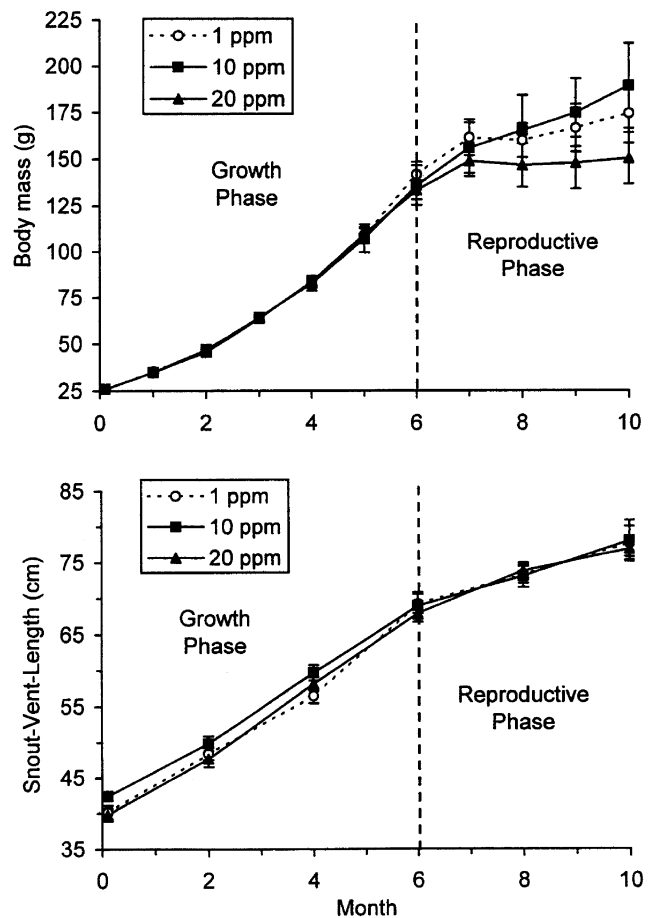 225
200
175
150
125
100
75
50
25
Body mass (g)
1 ppm
10 ppm
20 ppm
Growth
Phase
Reproductive
Phase
0 2 4 6 8 10
85
75
65
55
45
35
Snout-Vent-Length (cm)
1 ppm
10 ppm
20 ppm
Growth
Phase
Reproductive
Phase
0 2 4 6 8 10
Month